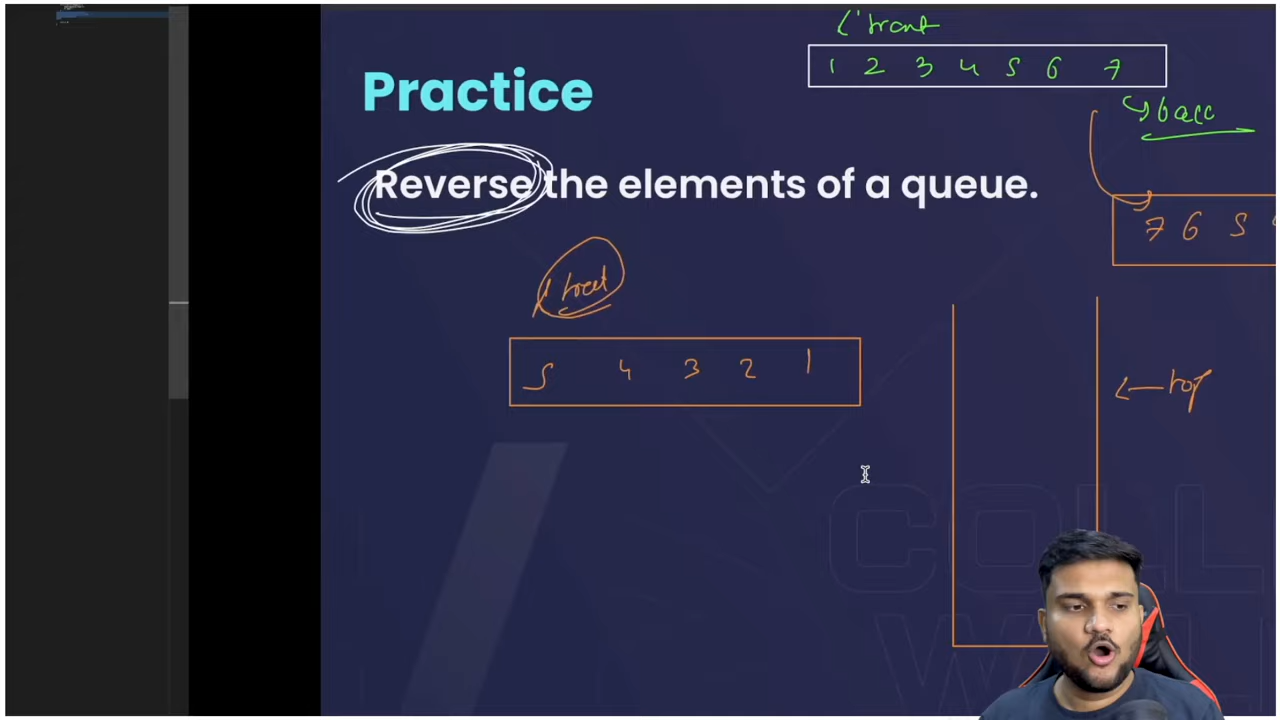 front
1 2 3 4 5 6 7
Practice
back
Reverse the elements of a queue.
7 6 5
front
5 4 3 2 1
top
COLL